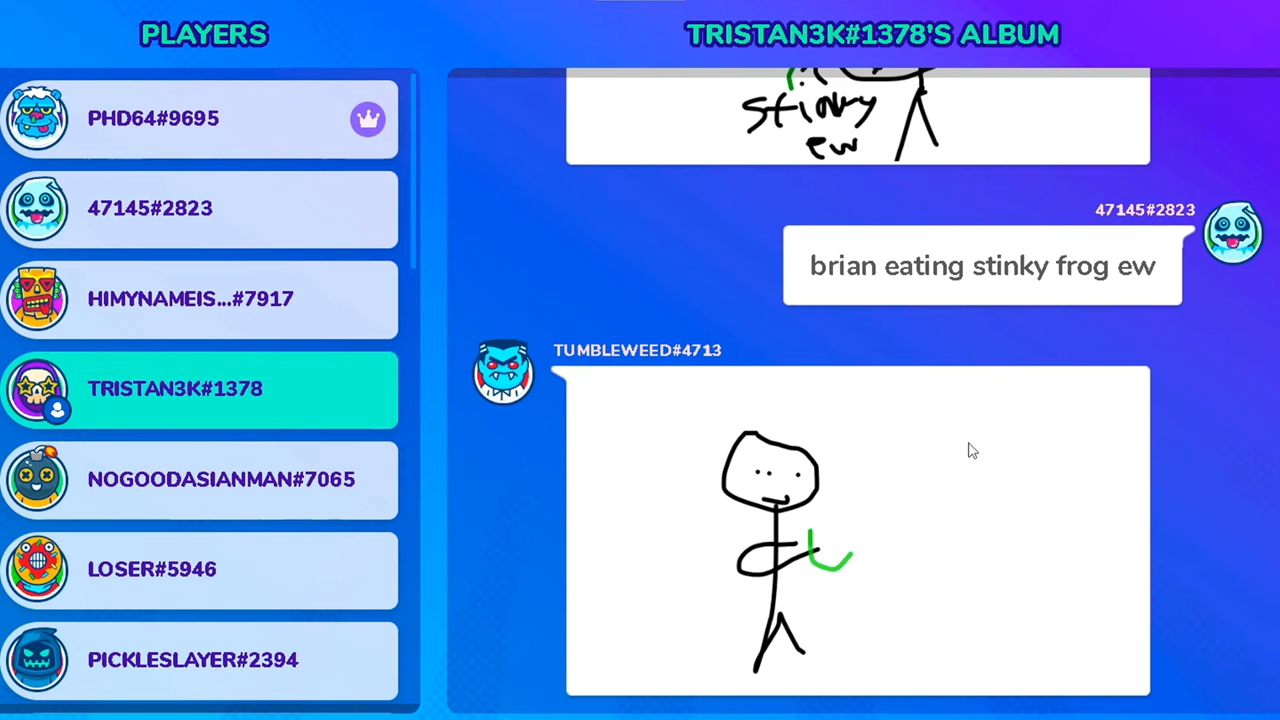 PLAYERS
PHD64#9695
47145#2823
HIMYNAMEIS...#7917
TRISTAN3K#1378
NOGOODASIANMAN#7065
LOSER#5946
PICKLESLAYER#2394
TRISTAN3K#1378'S ALBUM
stinky
ew
47145#2823
brian eating stinky frog ew
TUMBLEWEED#4713